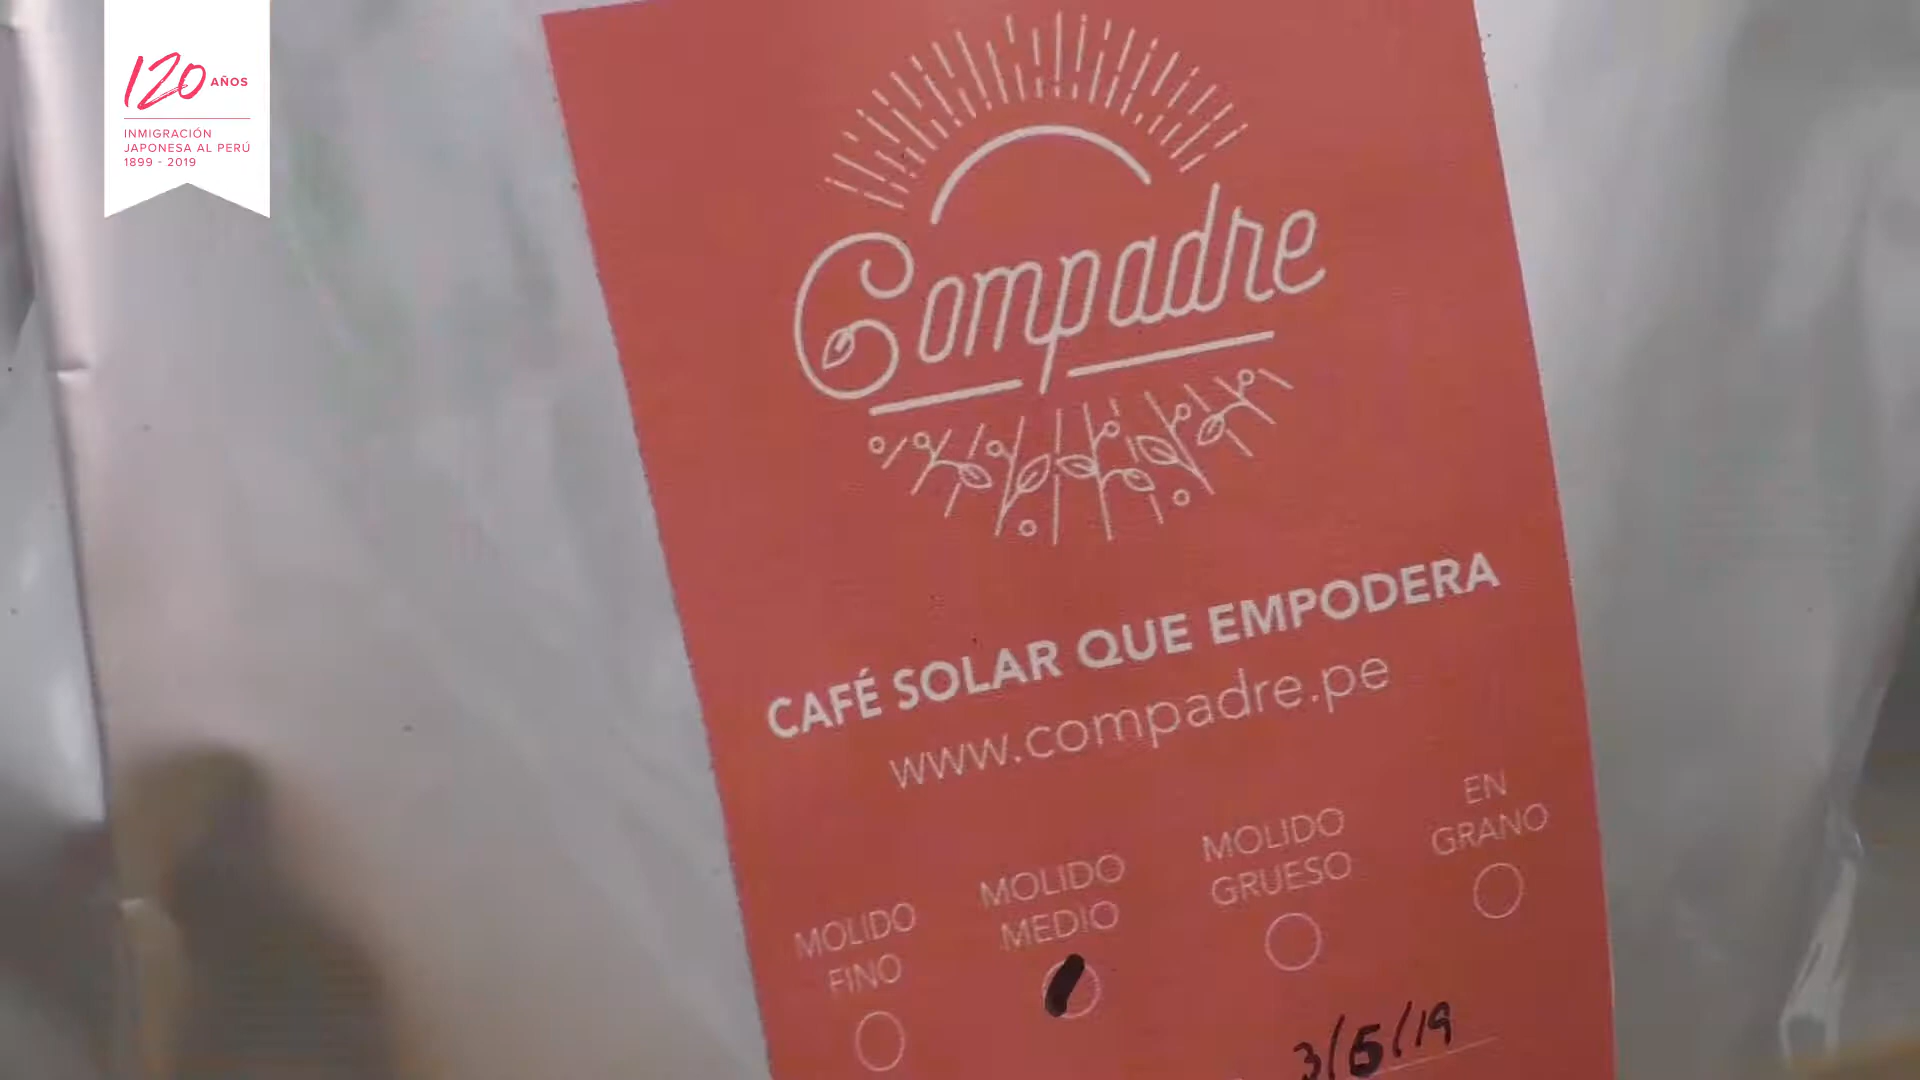 120 AÑOS
INMIGRACIÓN
JAPONESA AL PERÚ
1899 - 2019
Compadre
CAFÉ SOLAR QUE EMPODERA
www.compadre.pe
MOLIDO
FINO
MOLIDO
MEDIO
MOLIDO
GRUESO
EN
GRANO
3/5/19